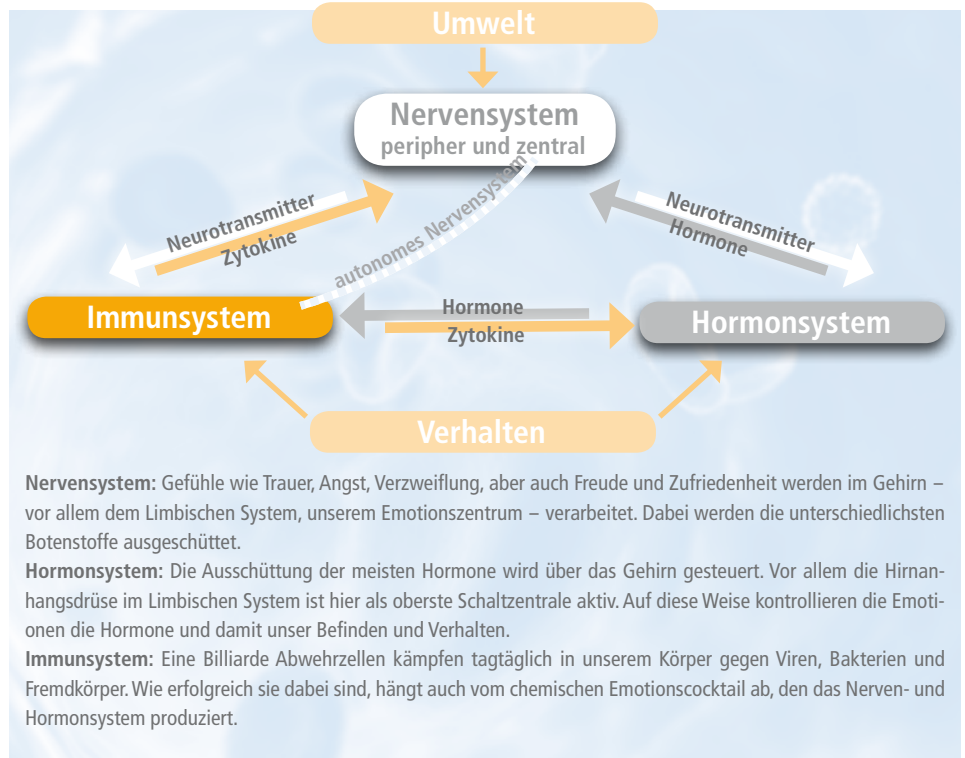 Umwelt
Nervensystem
peripher und zentral
Neurotransmitter
Zytokine
autonomes Nervensystem
Neurotransmitter
Hormone
Immunsystem
Hormone
Zytokine
Hormonsystem
Verhalten
Nervensystem: Gefühle wie Trauer, Angst, Verzweiflung, aber auch Freude und Zufriedenheit werden im Gehirn –
vor allem dem Limbischen System, unserem Emotionszentrum – verarbeitet. Dabei werden die unterschiedlichsten
Botenstoffe ausgeschüttet.
Hormonsystem: Die Ausschüttung der meisten Hormone wird über das Gehirn gesteuert. Vor allem die Hirnan-
hangsdrüse im Limbischen System ist hier als oberste Schaltzentrale aktiv. Auf diese Weise kontrollieren die Emoti-
onen die Hormone und damit unser Befinden und Verhalten.
Immunsystem: Eine Billiarde Abwehrzellen kämpfen tagtäglich in unserem Körper gegen Viren, Bakterien und
Fremdkörper. Wie erfolgreich sie dabei sind, hängt auch vom chemischen Emotionscocktail ab, den das Nerven- und
Hormonsystem produziert.